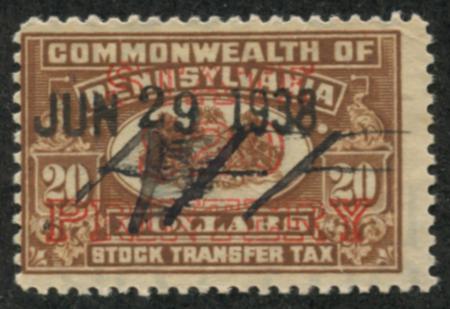 COMMONWEALTH OF
PENNSYLVANIA
JUN 29 1938
20 20
DOLLARS
STOCK TRANSFER TAX